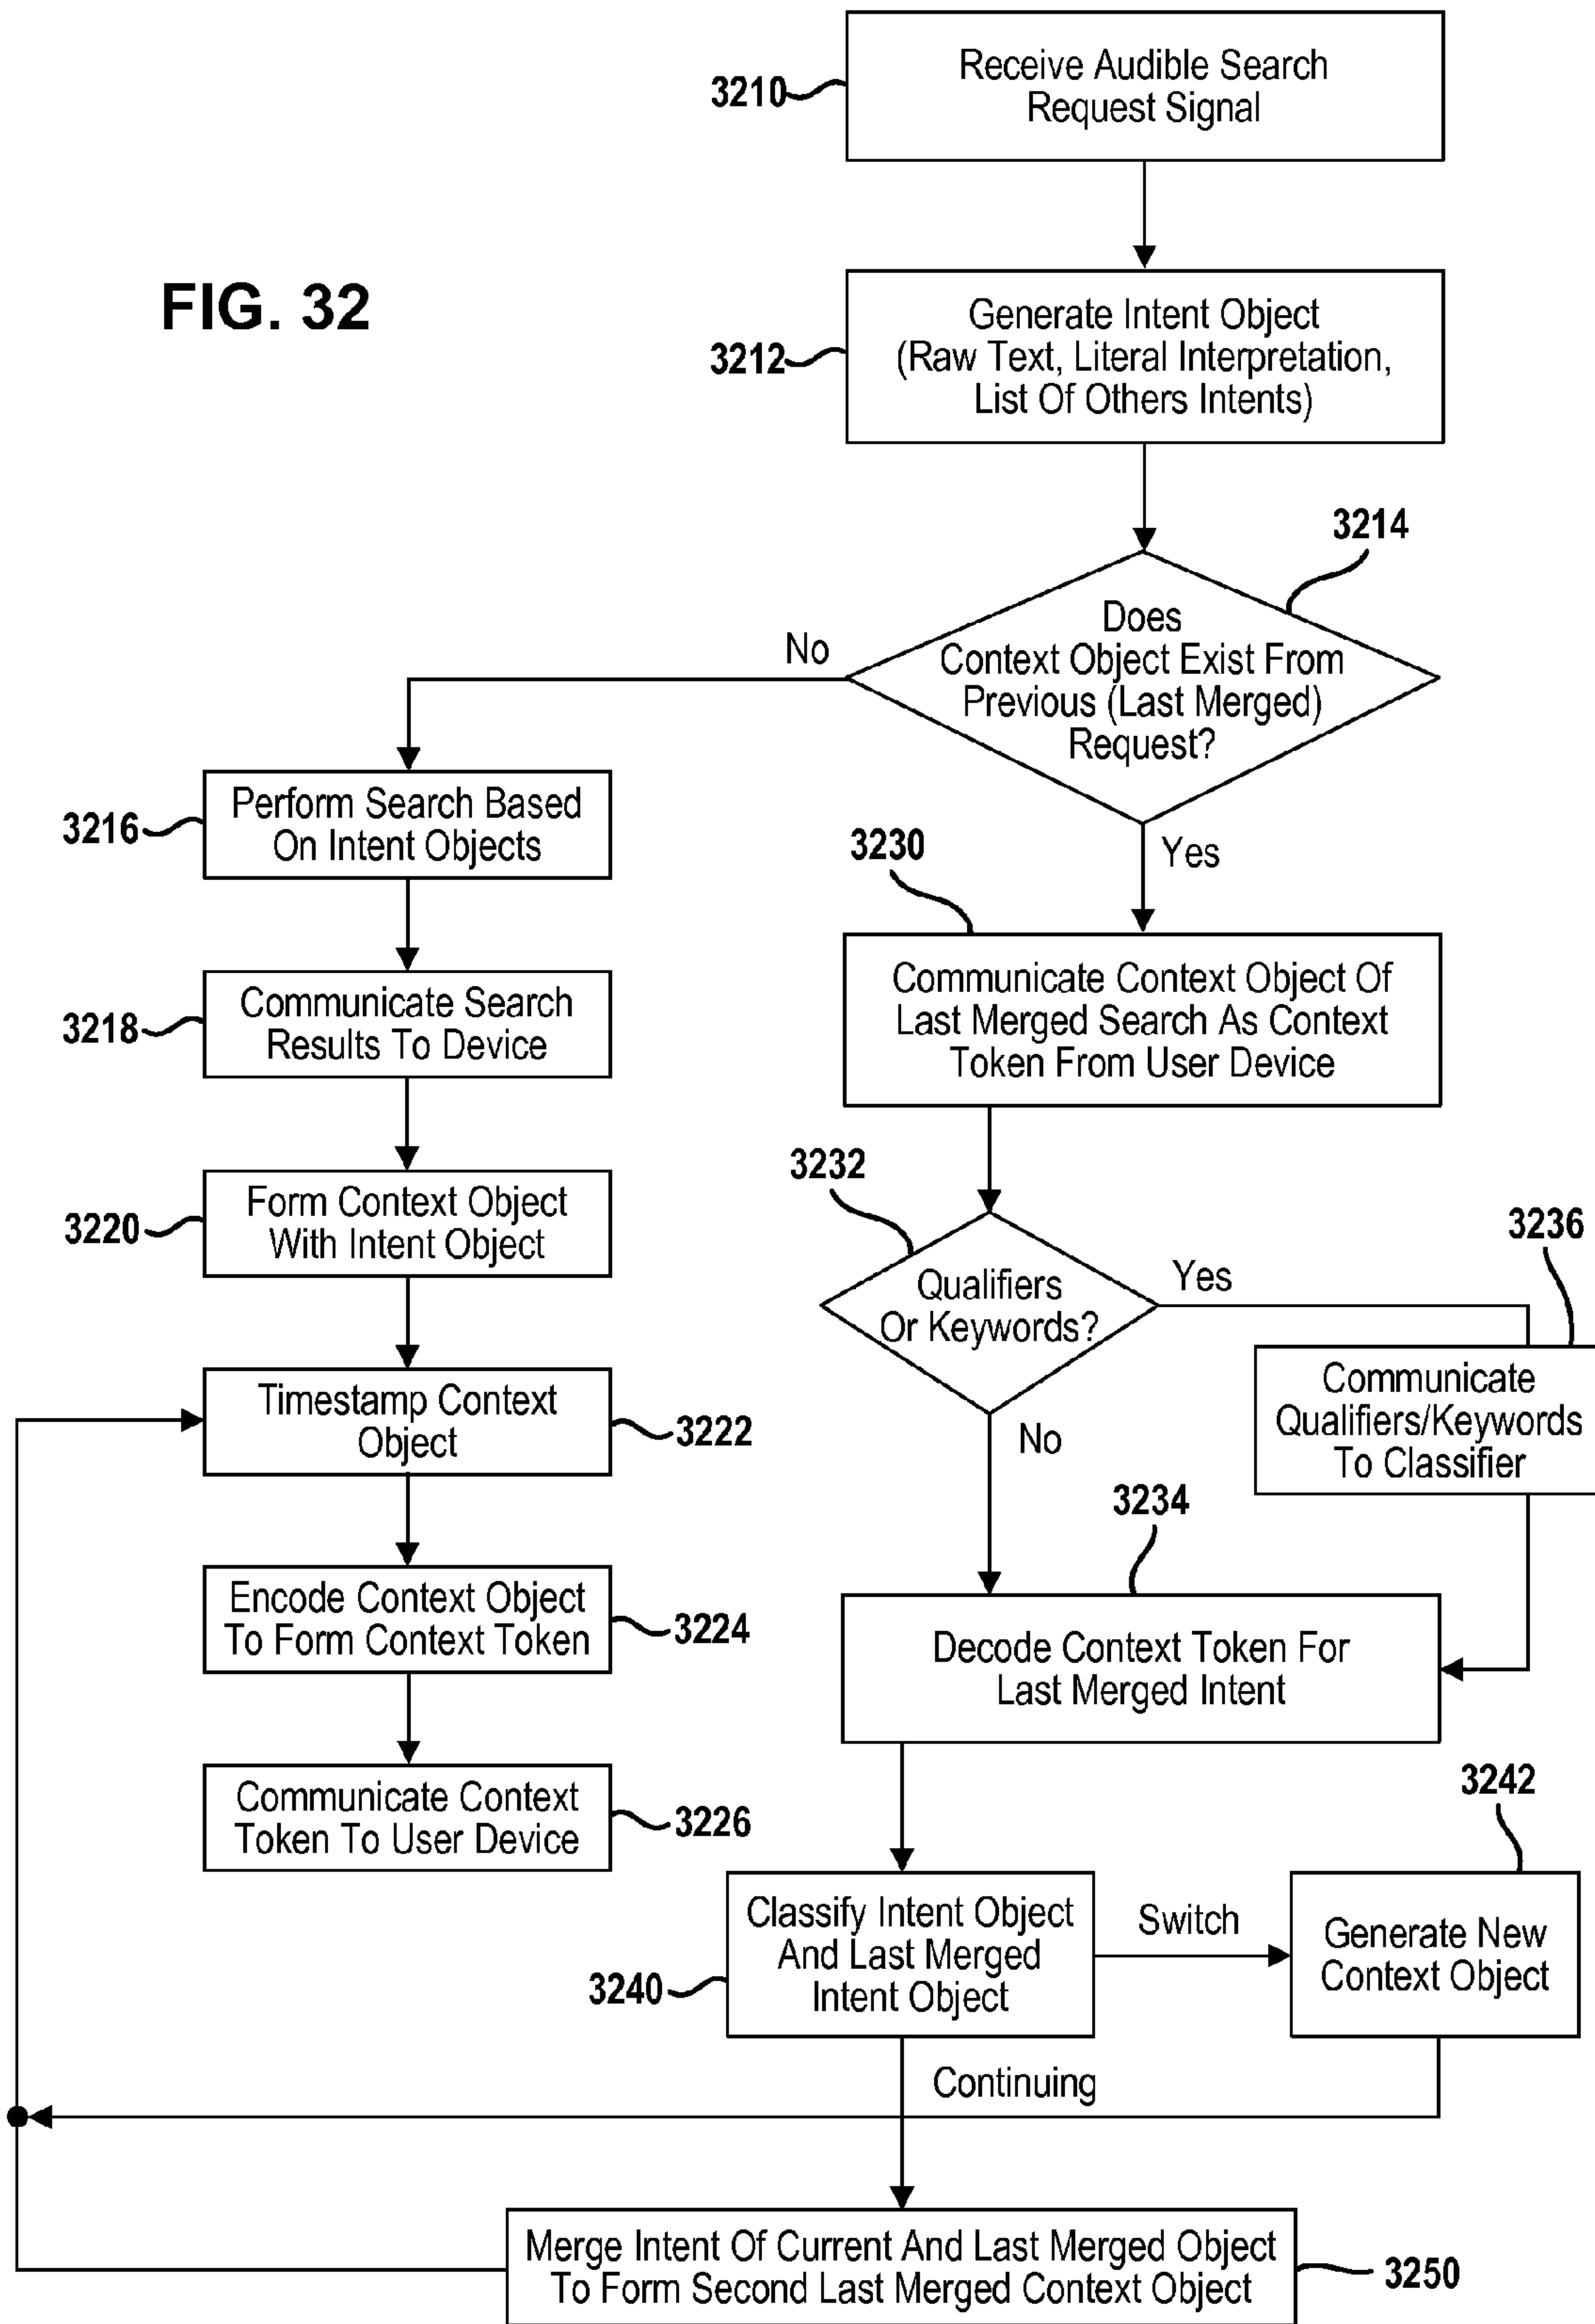 FIG. 32
3210
Receive Audible Search
Request Signal
3212
Generate Intent Object
(Raw Text, Literal Interpretation,
List Of Others Intents)
3214
Does
Context Object Exist From
Previous (Last Merged)
Request?
No
Yes
3216
Perform Search Based
On Intent Objects
3218
Communicate Search
Results To Device
3220
Form Context Object
With Intent Object
Timestamp Context
Object
3222
Encode Context Object
To Form Context Token
3224
Communicate Context
Token To User Device
3226
3230
Communicate Context Object Of
Last Merged Search As Context
Token From User Device
3232
Qualifiers
Or Keywords?
Yes
No
3236
Communicate
Qualifiers/Keywords
To Classifier
3234
Decode Context Token For
Last Merged Intent
3240
Classify Intent Object
And Last Merged
Intent Object
Switch
3242
Generate New
Context Object
Continuing
Merge Intent Of Current And Last Merged Object
To Form Second Last Merged Context Object
3250